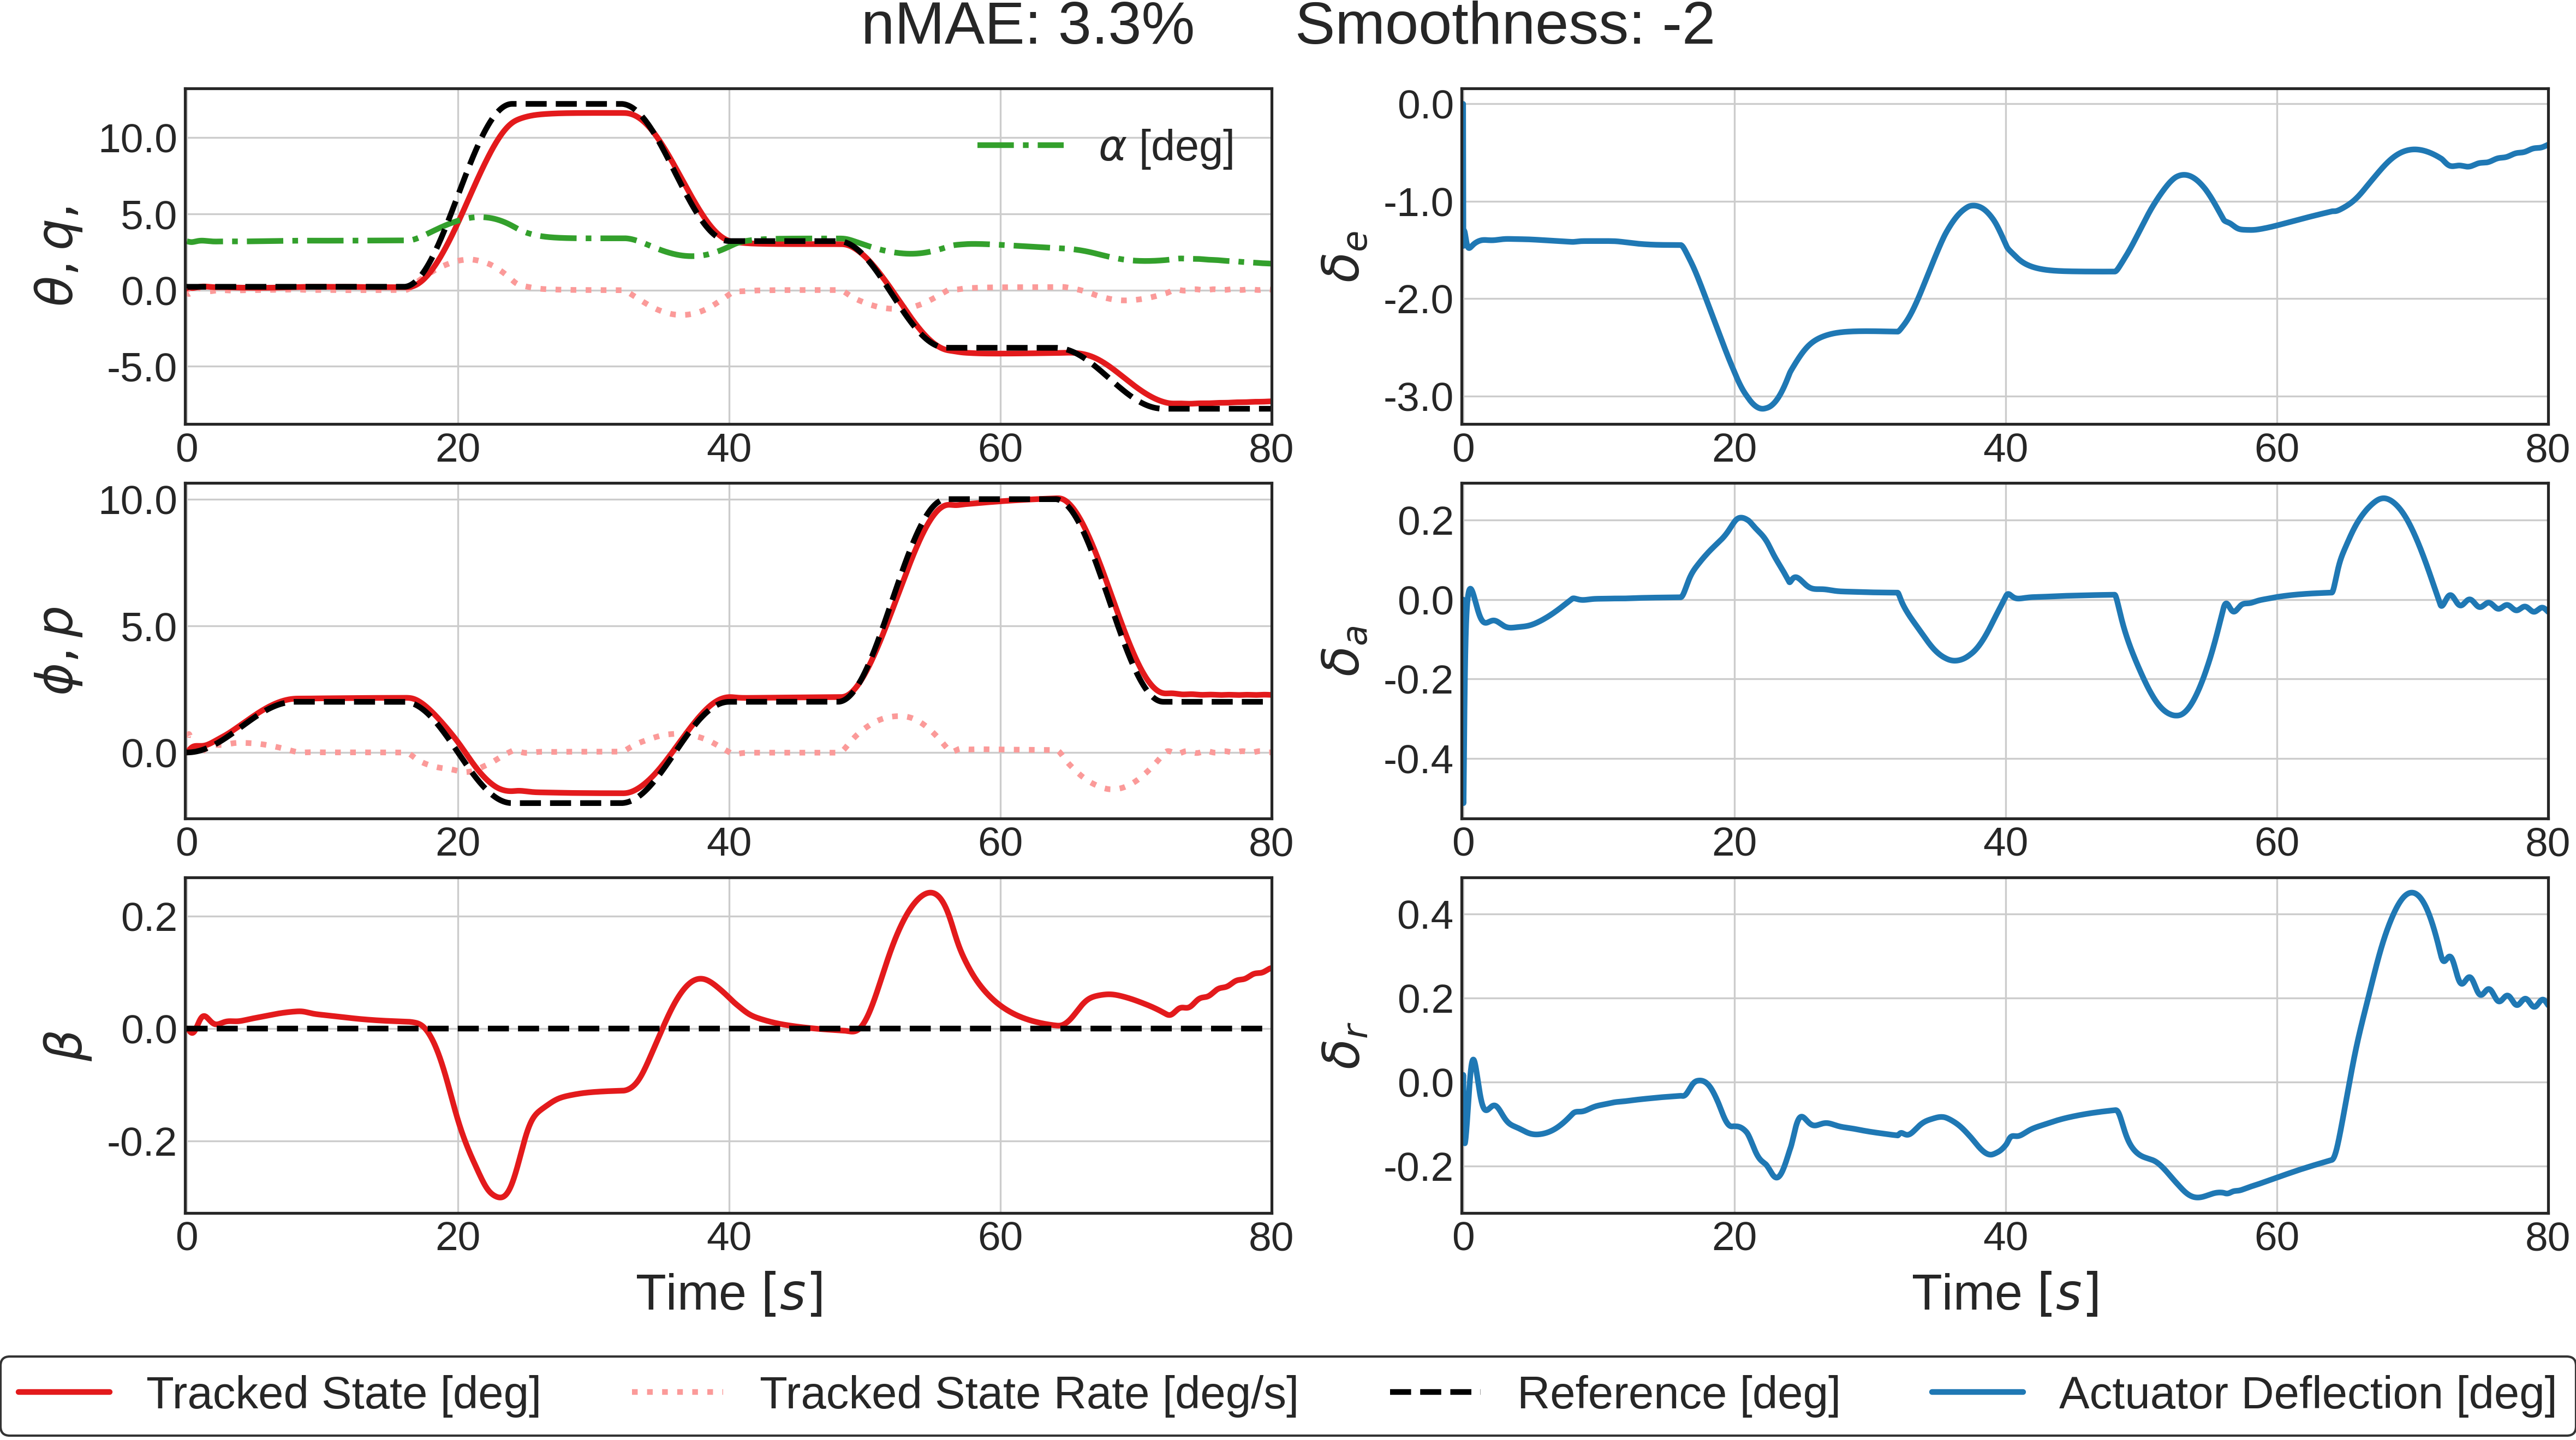 nMAE: 3.3% Smoothness: -2
θ, q,
10.0
5.0
0.0
-5.0
α [deg]
0 20 40 60 80
δe
0.0
-1.0
-2.0
-3.0
0 20 40 60 80
ϕ, p
10.0
5.0
0.0
0 20 40 60 80
δa
0.2
0.0
-0.2
-0.4
0 20 40 60 80
β
0.2
0.0
-0.2
0 20 40 60 80
Time [s]
δr
0.4
0.2
0.0
-0.2
0 20 40 60 80
Time [s]
Tracked State [deg] Tracked State Rate [deg/s] Reference [deg] Actuator Deflection [deg]